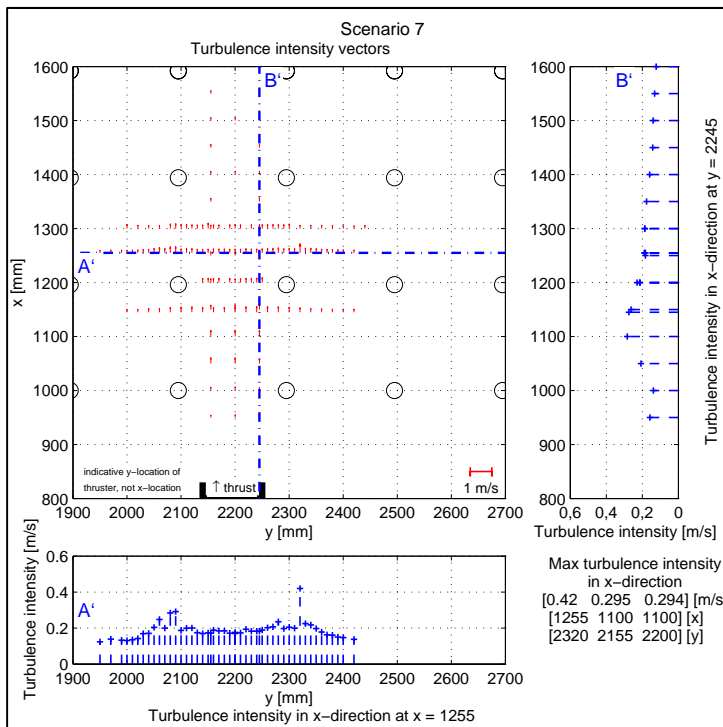 Scenario 7
Turbulence intensity vectors
1600
1500
1400
1300
1200
1100
1000
900
800
x [mm]
B‘
A‘
indicative y−location of
thruster, not x−location
↑ thrust
1 m/s
1900 2000 2100 2200 2300 2400 2500 2600 2700
y [mm]
B‘
1600
1500
1400
1300
1200
1100
1000
900
800
0,6 0,4 0,2 0
Turbulence intensity [m/s]
Turbulence intensity in x−direction at y = 2245
Turbulence intensity [m/s]
0.6
0.4
0.2
0
A‘
1900 2000 2100 2200 2300 2400 2500 2600 2700
y [mm]
Turbulence intensity in x−direction at x = 1255
Max turbulence intensity
in x−direction
[0.42 0.295 0.294] [m/s
[1255 1100 1100] [x]
[2320 2155 2200] [y]